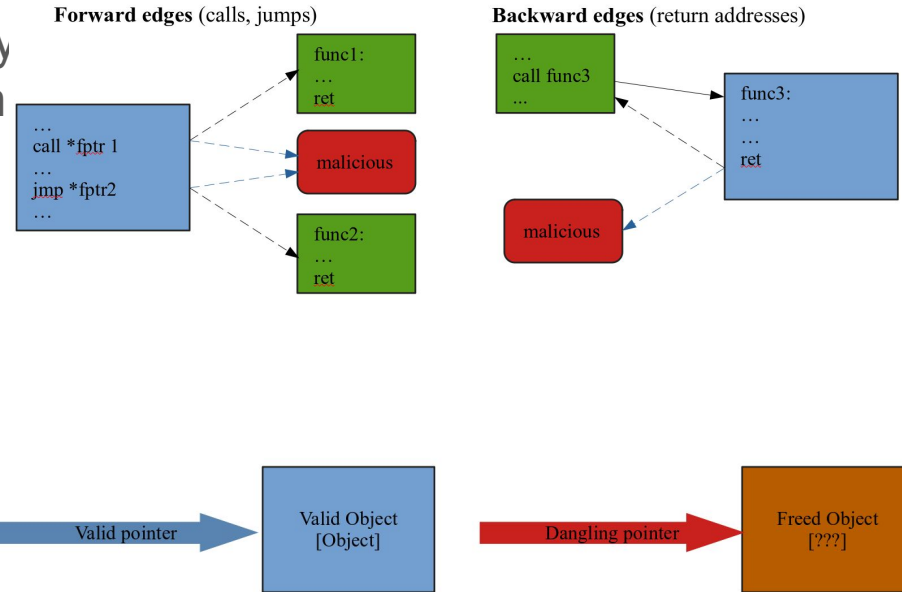 Forward edges (calls, jumps)
func1:
…
ret
…
call *fptr 1
…
jmp *fptr2
…
malicious
func2:
…
ret
Backward edges (return addresses)
…
call func3
...
func3:
…
…
ret
malicious
Valid pointer
Valid Object
[Object]
Dangling pointer
Freed Object
[???]